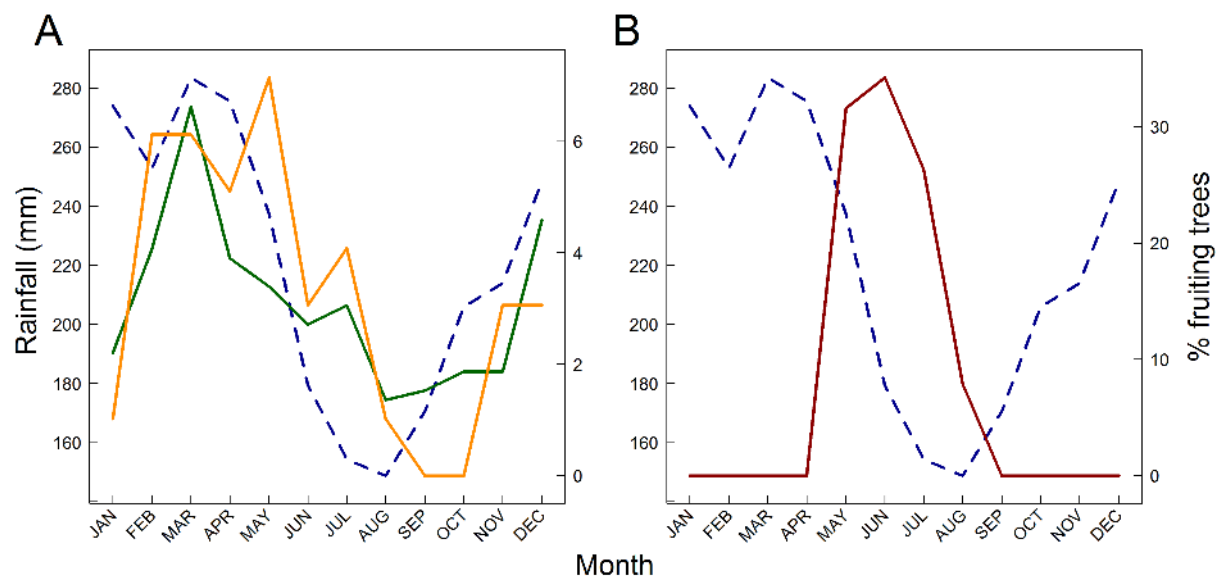 A
B
Rainfall (mm)
280
260
240
220
200
180
160
6
4
2
0
JAN
FEB
MAR
APR
MAY
JUN
JUL
AUG
SEP
OCT
NOV
DEC
280
260
240
220
200
180
160
30
20
10
0
% fruiting trees
JAN
FEB
MAR
APR
MAY
JUN
JUL
AUG
SEP
OCT
NOV
DEC
Month